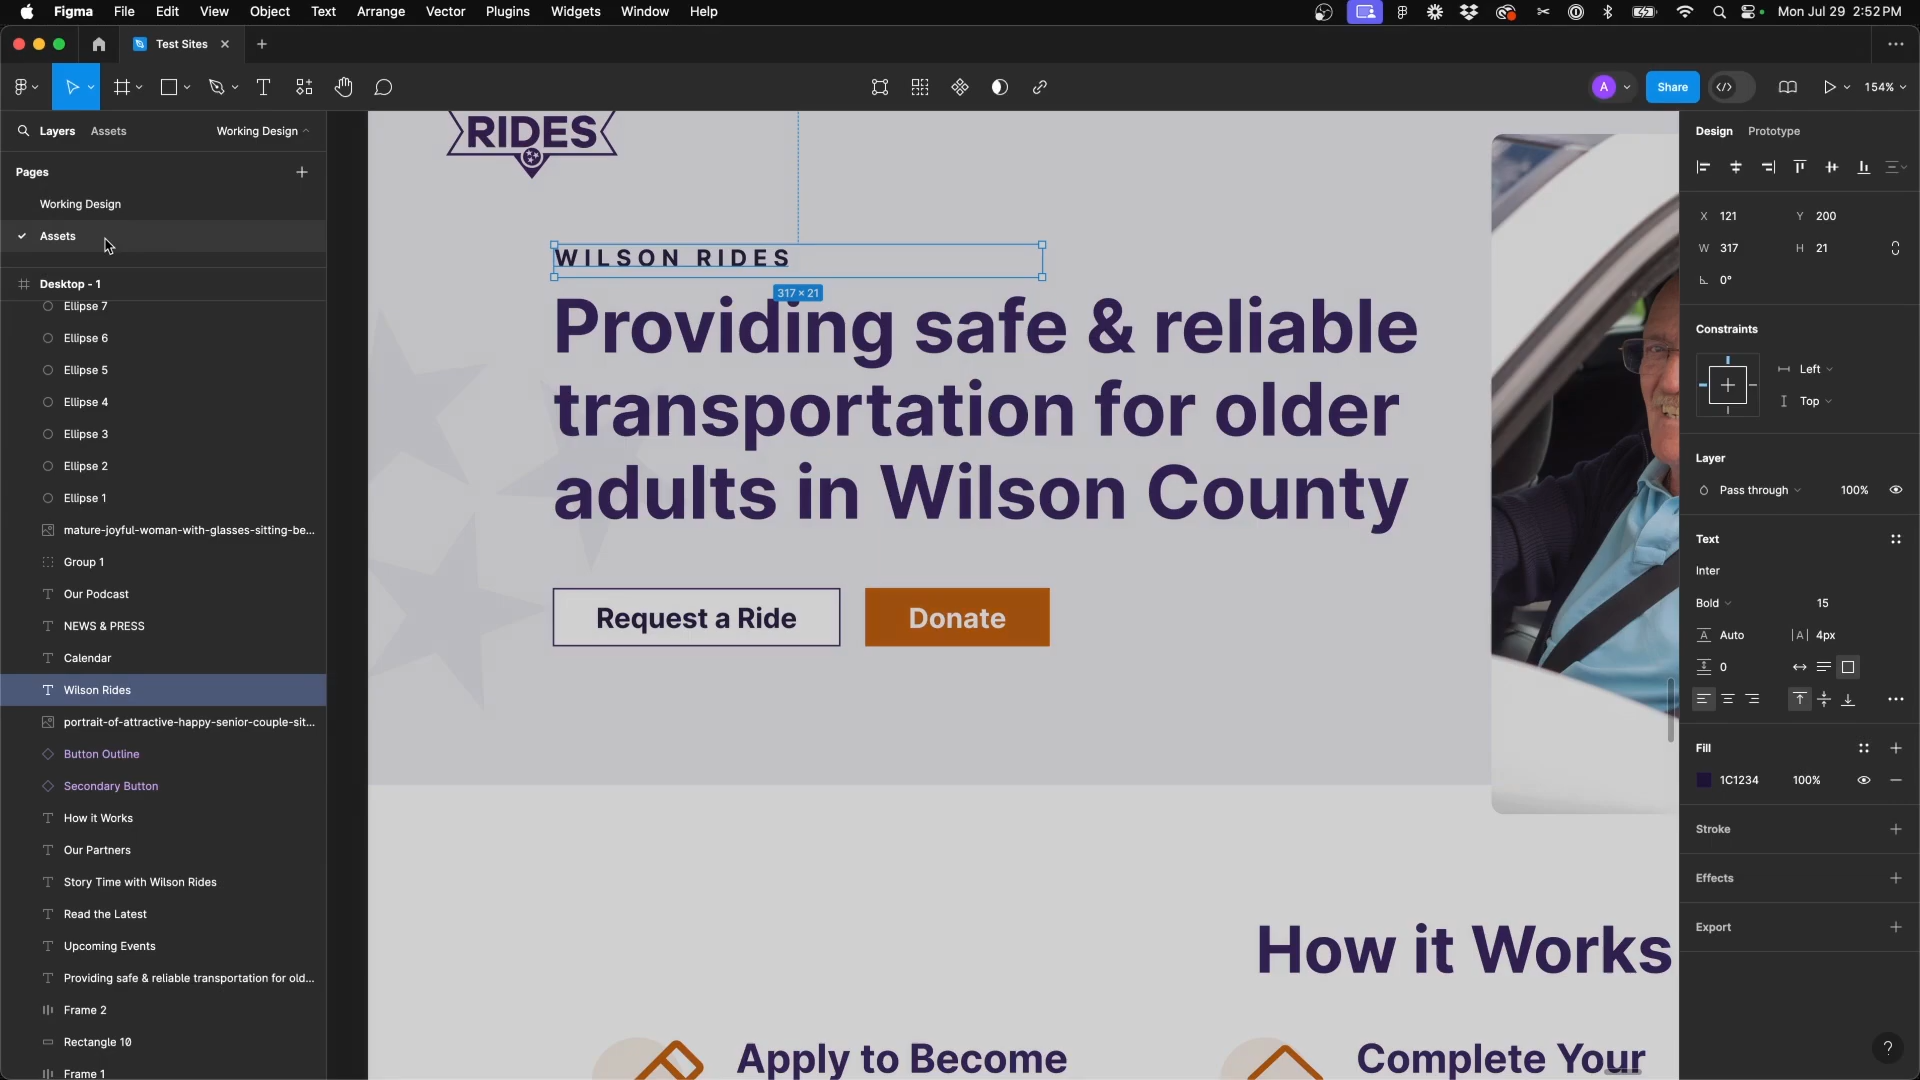 Figma File Edit View Object Text Arrange Vector Plugins Widgets Window Help Mon Jul 29 2:52 PM
Test Sites
A Share 154%
Layers Assets Working Design
Pages
Working Design
Assets
Desktop - 1
Ellipse 7
Ellipse 6
Ellipse 5
Ellipse 4
Ellipse 3
Ellipse 2
Ellipse 1
mature-joyful-woman-with-glasses-sitting-be...
Group 1
Our Podcast
NEWS & PRESS
Calendar
Wilson Rides
portrait-of-attractive-happy-senior-couple-sit...
Button Outline
Secondary Button
How it Works
Our Partners
Story Time with Wilson Rides
Read the Latest
Upcoming Events
Providing safe & reliable transportation for old...
Frame 2
Rectangle 10
Frame 1
RIDES
WILSON RIDES
317 × 21
Providing safe & reliable
transportation for older
adults in Wilson County
Request a Ride Donate
How it Works
Apply to Become Complete Your
Design Prototype
X 121 Y 200
W 317 H 21
0°
Constraints
Left
Top
Layer
Pass through 100%
Text
Inter
Bold 15
Auto |A| 4px
0
Fill
1C1234 100%
Stroke
Effects
Export
?